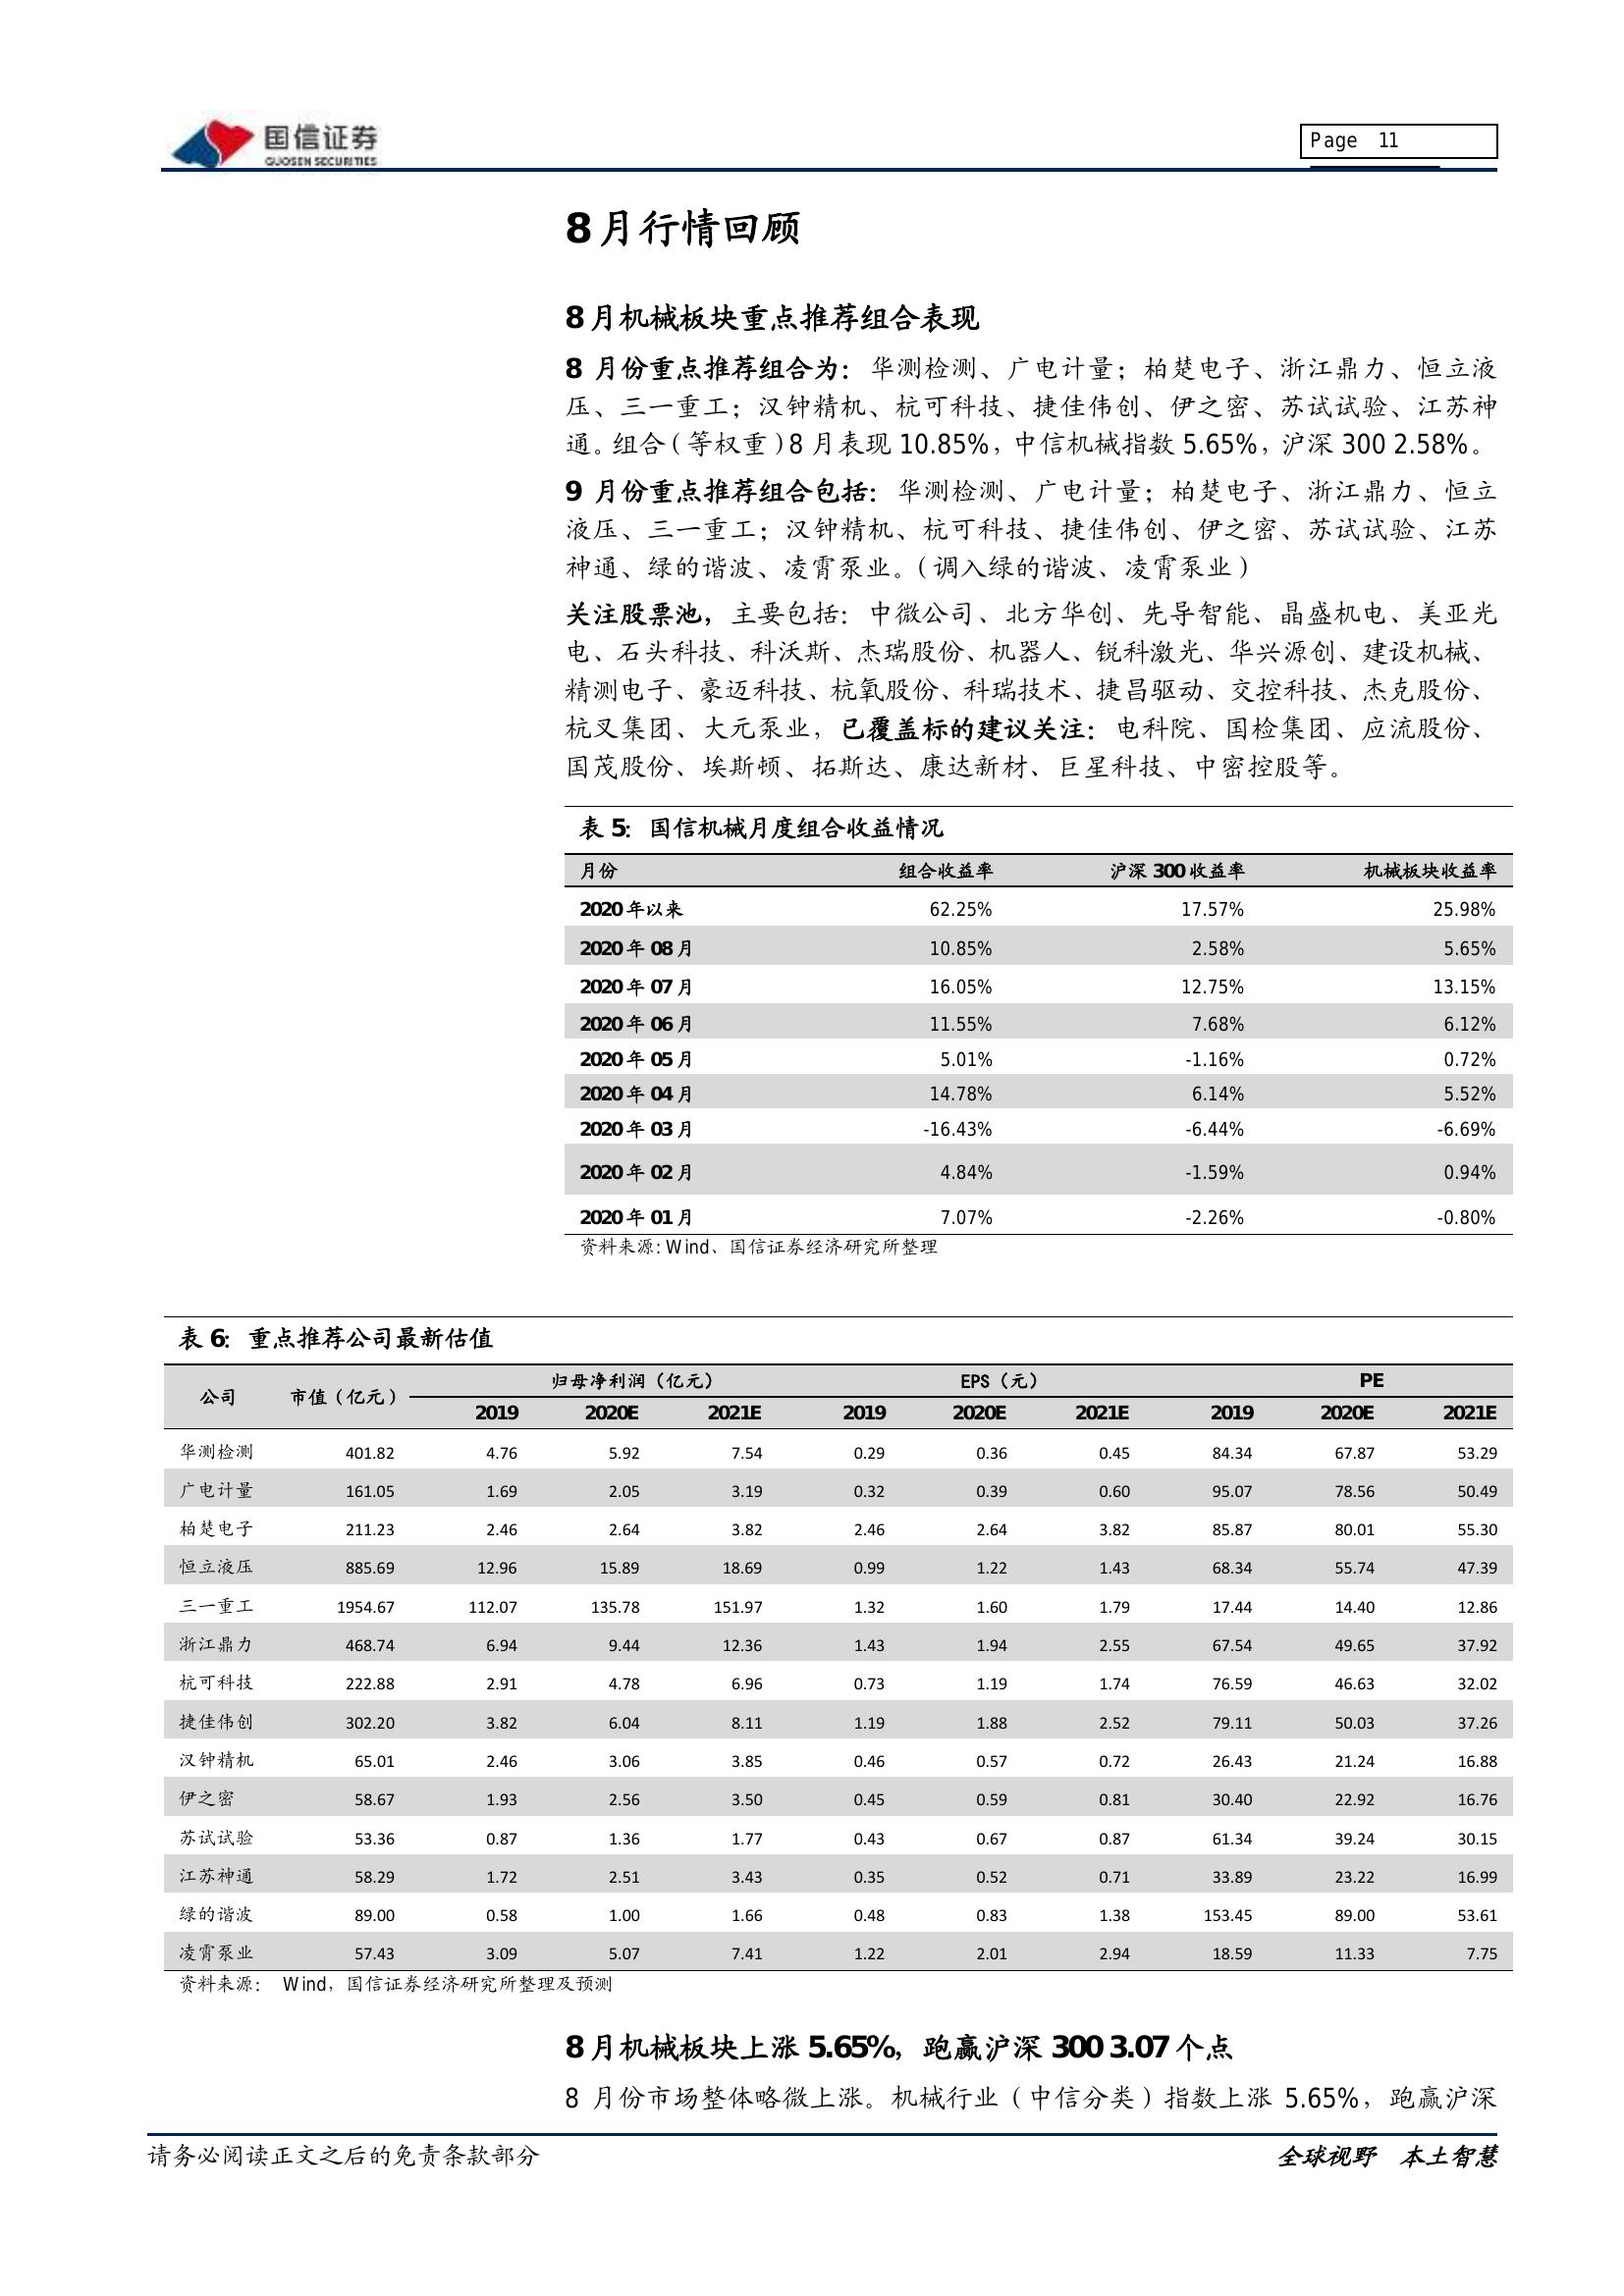 国信证券
GUOSEN SECURITIES
Page 11
8月行情回顾
8月机械板块重点推荐组合表现
8 月份重点推荐组合为：华测检测、广电计量；柏楚电子、浙江鼎力、恒立液
压、三一重工；汉钟精机、杭可科技、捷佳伟创、伊之密、苏试试验、江苏神
通。组合（等权重）8 月表现 10.85%，中信机械指数 5.65%，沪深 300 2.58%。
9 月份重点推荐组合包括：华测检测、广电计量；柏楚电子、浙江鼎力、恒立
液压、三一重工；汉钟精机、杭可科技、捷佳伟创、伊之密、苏试试验、江苏
神通、绿的谐波、凌霄泵业。（调入绿的谐波、凌霄泵业）
关注股票池，主要包括：中微公司、北方华创、先导智能、晶盛机电、美亚光
电、石头科技、科沃斯、杰瑞股份、机器人、锐科激光、华兴源创、建设机械、
精测电子、豪迈科技、杭氧股份、科瑞技术、捷昌驱动、交控科技、杰克股份、
杭叉集团、大元泵业，已覆盖标的建议关注：电科院、国检集团、应流股份、
国茂股份、埃斯顿、拓斯达、康达新材、巨星科技、中密控股等。
表 5：国信机械月度组合收益情况
月份 组合收益率 沪深 300 收益率 机械板块收益率
2020 年以来 62.25% 17.57% 25.98%
2020 年 08 月 10.85% 2.58% 5.65%
2020 年 07 月 16.05% 12.75% 13.15%
2020 年 06 月 11.55% 7.68% 6.12%
2020 年 05 月 5.01% -1.16% 0.72%
2020 年 04 月 14.78% 6.14% 5.52%
2020 年 03 月 -16.43% -6.44% -6.69%
2020 年 02 月 4.84% -1.59% 0.94%
2020 年 01 月 7.07% -2.26% -0.80%
资料来源：Wind、国信证券经济研究所整理
表 6：重点推荐公司最新估值
公司 市值（亿元） 归母净利润（亿元） EPS（元） PE
2019 2020E 2021E 2019 2020E 2021E 2019 2020E 2021E
华测检测 401.82 4.76 5.92 7.54 0.29 0.36 0.45 84.34 67.87 53.29
广电计量 161.05 1.69 2.05 3.19 0.32 0.39 0.60 95.07 78.56 50.49
柏楚电子 211.23 2.46 2.64 3.82 2.46 2.64 3.82 85.87 80.01 55.30
恒立液压 885.69 12.96 15.89 18.69 0.99 1.22 1.43 68.34 55.74 47.39
三一重工 1954.67 112.07 135.78 151.97 1.32 1.60 1.79 17.44 14.40 12.86
浙江鼎力 468.74 6.94 9.44 12.36 1.43 1.94 2.55 67.54 49.65 37.92
杭可科技 222.88 2.91 4.78 6.96 0.73 1.19 1.74 76.59 46.63 32.02
捷佳伟创 302.20 3.82 6.04 8.11 1.19 1.88 2.52 79.11 50.03 37.26
汉钟精机 65.01 2.46 3.06 3.85 0.46 0.57 0.72 26.43 21.24 16.88
伊之密 58.67 1.93 2.56 3.50 0.45 0.59 0.81 30.40 22.92 16.76
苏试试验 53.36 0.87 1.36 1.77 0.43 0.67 0.87 61.34 39.24 30.15
江苏神通 58.29 1.72 2.51 3.43 0.35 0.52 0.71 33.89 23.22 16.99
绿的谐波 89.00 0.58 1.00 1.66 0.48 0.83 1.38 153.45 89.00 53.61
凌霄泵业 57.43 3.09 5.07 7.41 1.22 2.01 2.94 18.59 11.33 7.75
资料来源： Wind，国信证券经济研究所整理及预测
8月机械板块上涨 5.65%，跑赢沪深 300 3.07 个点
8 月份市场整体略微上涨。机械行业（中信分类）指数上涨 5.65%，跑赢沪深
请务必阅读正文之后的免责条款部分
全球视野 本土智慧